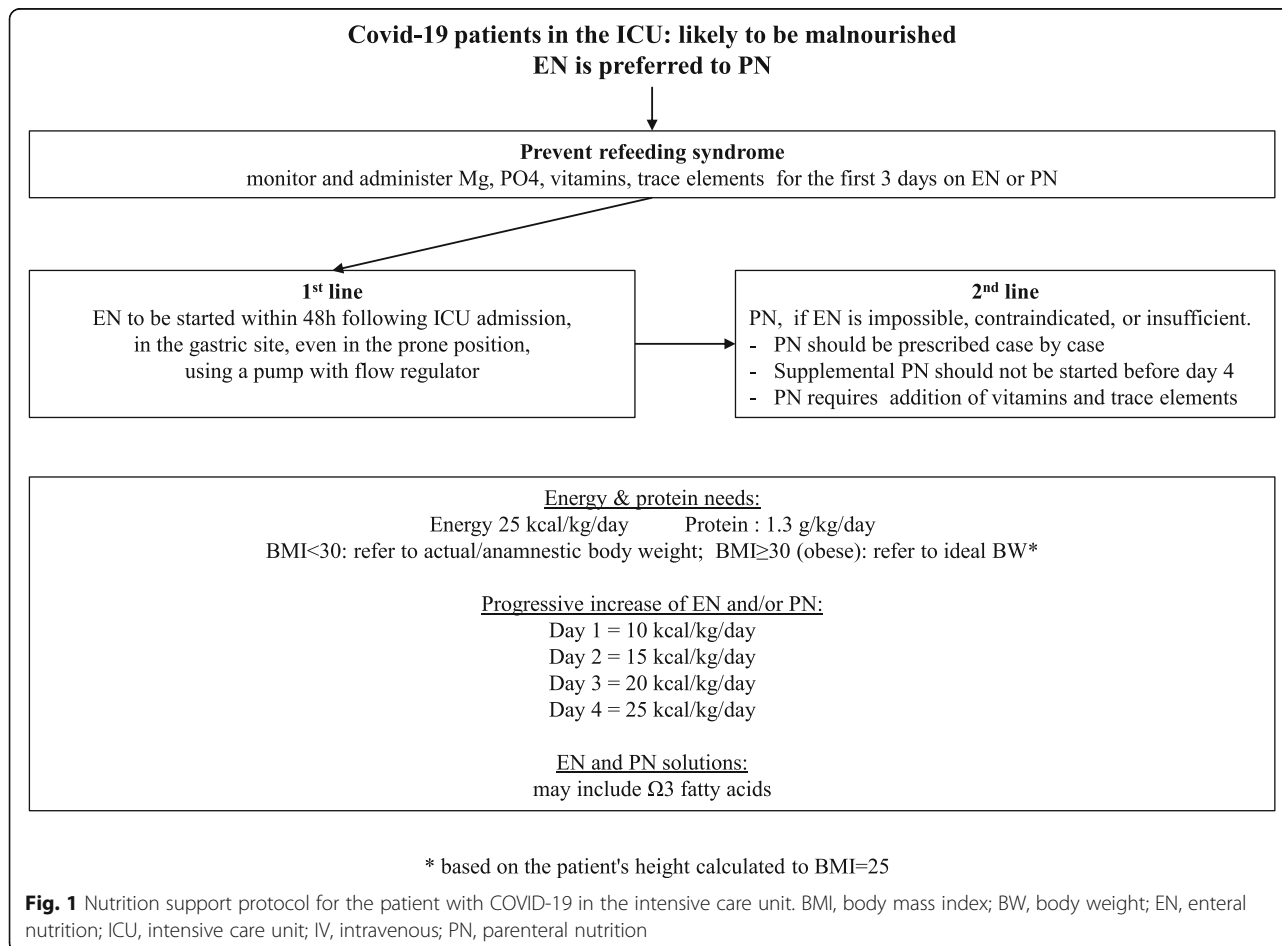 Covid-19 patients in the ICU: likely to be malnourished
EN is preferred to PN
Prevent refeeding syndrome
monitor and administer Mg, PO4, vitamins, trace elements for the first 3 days on EN or PN
1st line
EN to be started within 48h following ICU admission,
in the gastric site, even in the prone position,
using a pump with flow regulator
2nd line
PN, if EN is impossible, contraindicated, or insufficient.
- PN should be prescribed case by case
- Supplemental PN should not be started before day 4
- PN requires addition of vitamins and trace elements
Energy & protein needs:
Energy 25 kcal/kg/day Protein : 1.3 g/kg/day
BMI<30: refer to actual/anamnestic body weight; BMI≥30 (obese): refer to ideal BW*
Progressive increase of EN and/or PN:
Day 1 = 10 kcal/kg/day
Day 2 = 15 kcal/kg/day
Day 3 = 20 kcal/kg/day
Day 4 = 25 kcal/kg/day
EN and PN solutions:
may include Ω3 fatty acids
* based on the patient's height calculated to BMI=25
Fig. 1 Nutrition support protocol for the patient with COVID-19 in the intensive care unit. BMI, body mass index; BW, body weight; EN, enteral
nutrition; ICU, intensive care unit; IV, intravenous; PN, parenteral nutrition